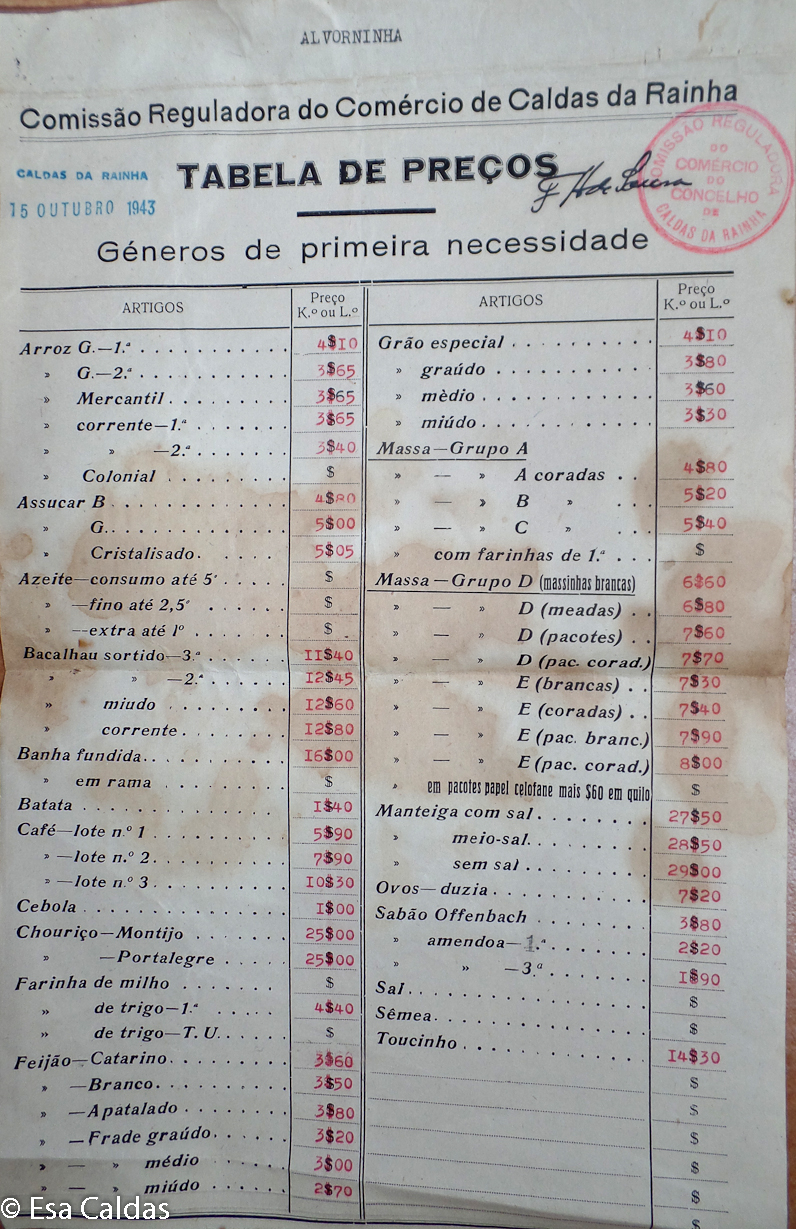 ALVORNINHA
Comissão Reguladora do Comércio de Caldas da Rainha
CALDAS DA RAINHA
15 OUTUBRO 1943
TABELA DE PREÇOS
COMISSÃO REGULADORA
DO
COMÉRCIO
DO
CONCELHO
DE
CALDAS DA RAINHA
Géneros de primeira necessidade
ARTIGOS Preço K.º ou L.º
Arroz G.—1.ª 4$10
» G.—2.ª 3$65
» Mercantil 3$65
» corrente—1.ª 3$65
» » —2.ª 3$40
» Colonial $
Assucar B 4$80
» G. 5$00
» Cristalisado 5$05
Azeite—consumo até 5º $
» —fino até 2,5º $
» —extra até 1º $
Bacalhau sortido—3.ª 11$40
» » —2.ª 12$45
» miudo 12$60
» corrente 12$80
Banha fundida 16$00
» em rama $
Batata 1$40
Café—lote n.º 1 5$90
» —lote n.º 2 7$90
» —lote n.º 3 10$30
Cebola 1$00
Chouriço—Montijo 25$00
» —Portalegre 25$00
Farinha de milho $
» de trigo—1.ª 4$40
» de trigo—T. U. $
Feijão—Catarino 3$60
» —Branco 3$50
» —Apatalado 3$80
» —Frade graúdo 3$20
» — » médio 3$00
» — » miúdo 2$70
ARTIGOS Preço K.º ou L.º
Grão especial 4$10
» graúdo 3$80
» mèdio 3$60
» miúdo 3$30
Massa—Grupo A
» — » A coradas 4$80
» — » B » 5$20
» — » C » 5$40
» com farinhas de 1.ª $
Massa—Grupo D (massinhas brancas) 6$60
» — » D (meadas) 6$80
» — » D (pacotes) 7$60
» — » D (pac. corad.) 7$70
» — » E (brancas) 7$30
» — » E (coradas) 7$40
» — » E (pac. branc.) 7$90
» — » E (pac. corad.) 8$00
» em pacotes papel celofane mais $60 em quilo $
Manteiga com sal 27$50
» meio-sal 28$50
» sem sal 29$00
Ovos—duzia 7$20
Sabão Offenbach 3$80
» amendoa—1.ª 2$20
» » —3.ª 1$90
Sal $
Sêmea $
Toucinho 14$30
$
$
$
$
$
$
© Esa Caldas